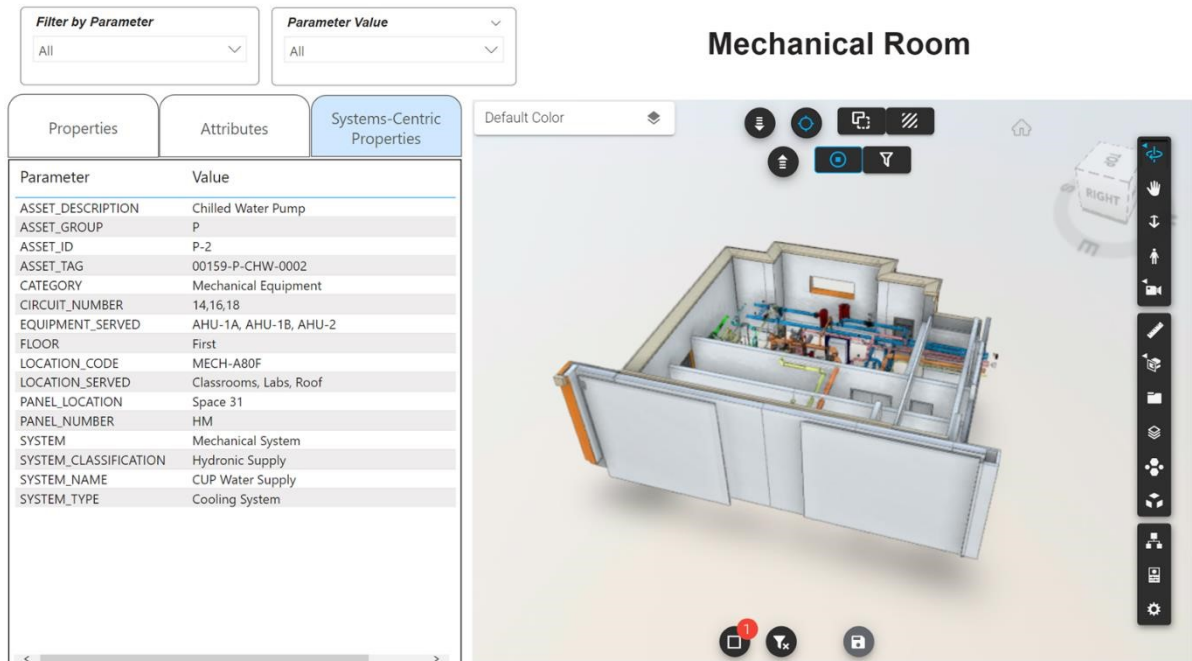 Filter by Parameter
All
Parameter Value
All
Mechanical Room
Properties
Attributes
Systems-Centric
Properties
Default Color
Parameter Value
ASSET_DESCRIPTION Chilled Water Pump
ASSET_GROUP P
ASSET_ID P-2
ASSET_TAG 00159-P-CHW-0002
CATEGORY Mechanical Equipment
CIRCUIT_NUMBER 14,16,18
EQUIPMENT_SERVED AHU-1A, AHU-1B, AHU-2
FLOOR First
LOCATION_CODE MECH-A80F
LOCATION_SERVED Classrooms, Labs, Roof
PANEL_LOCATION Space 31
PANEL_NUMBER HM
SYSTEM Mechanical System
SYSTEM_CLASSIFICATION Hydronic Supply
SYSTEM_NAME CUP Water Supply
SYSTEM_TYPE Cooling System
TOP
RIGHT
S
E
1